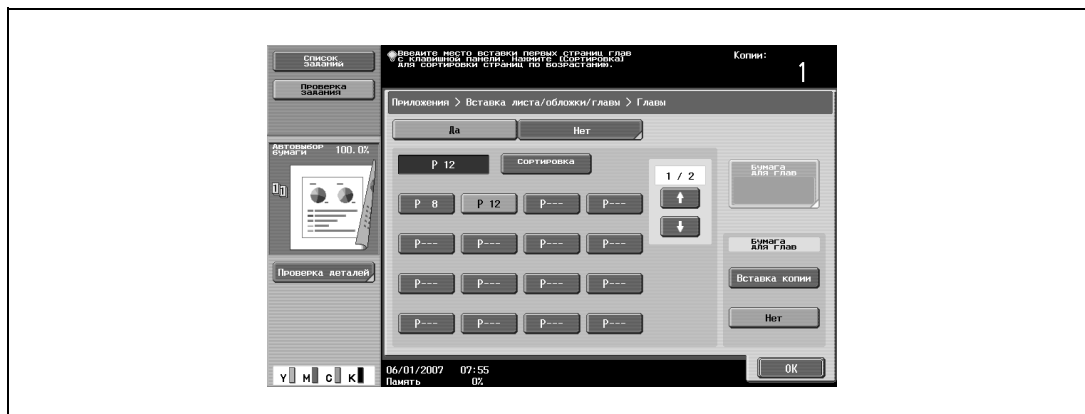 Список
заданий
Введите место вставки первых страниц глав
с клавишной панели. Нажмите [Сортировка]
для сортировки страниц по возрастанию.
Копии:
1
Проверка
задания
Приложения > Вставка листа/обложки/главы > Главы
Да
Нет
Автовыбор
бумаги
100.0%
P 12
Сортировка
1 / 2
Бумага
для глав
P 8
P 12
P---
P---
P---
P---
P---
P---
Бумага
для глав
Проверка деталей
P---
P---
P---
P---
Вставка копии
P---
P---
P---
P---
Нет
06/01/2007 07:55
Память 0%
OK
Y M C K